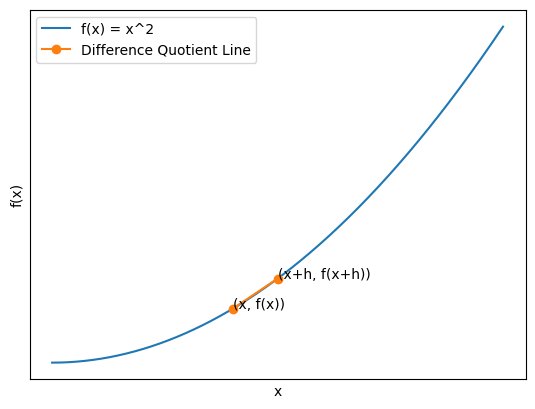 f(x) = x^2
Difference Quotient Line
f(x)
(x+h, f(x+h))
(x, f(x))
x